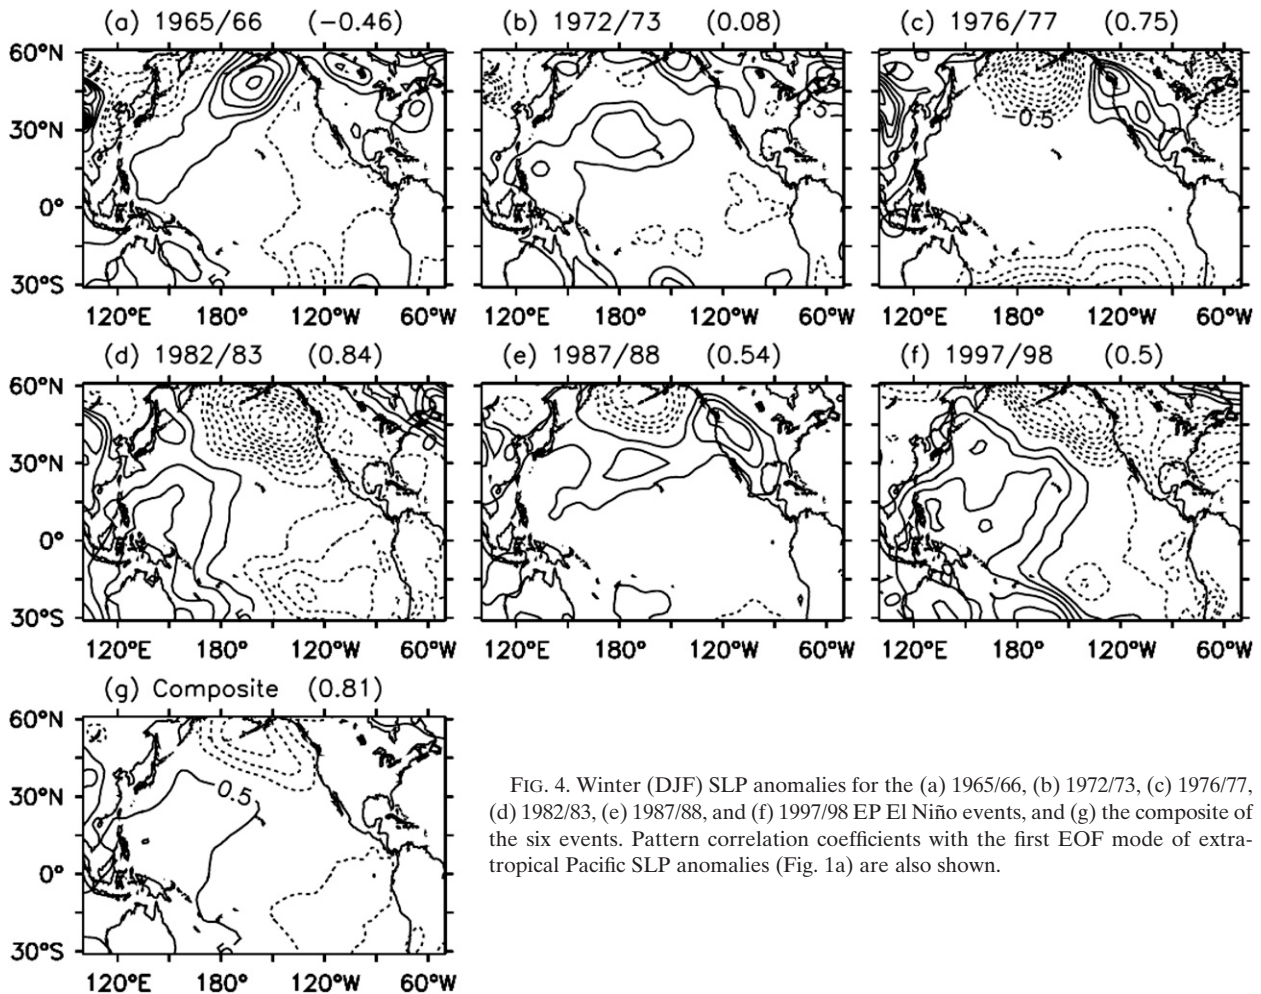 (a) 1965/66 (−0.46) (b) 1972/73 (0.08) (c) 1976/77 (0.75)
60°N
30°N
0°
30°S
−0.5
5
120°E 180° 120°W 60°W 120°E 180° 120°W 60°W 120°E 180° 120°W 60°W
(d) 1982/83 (0.84) (e) 1987/88 (0.54) (f) 1997/98 (0.5)
60°N
30°N
0°
30°S
120°E 180° 120°W 60°W 120°E 180° 120°W 60°W 120°E 180° 120°W 60°W
(g) Composite (0.81)
60°N
30°N
0°
30°S
0.5
120°E 180° 120°W 60°W
FIG. 4. Winter (DJF) SLP anomalies for the (a) 1965/66, (b) 1972/73, (c) 1976/77,
(d) 1982/83, (e) 1987/88, and (f) 1997/98 EP El Niño events, and (g) the composite of
the six events. Pattern correlation coefficients with the first EOF mode of extra-
tropical Pacific SLP anomalies (Fig. 1a) are also shown.